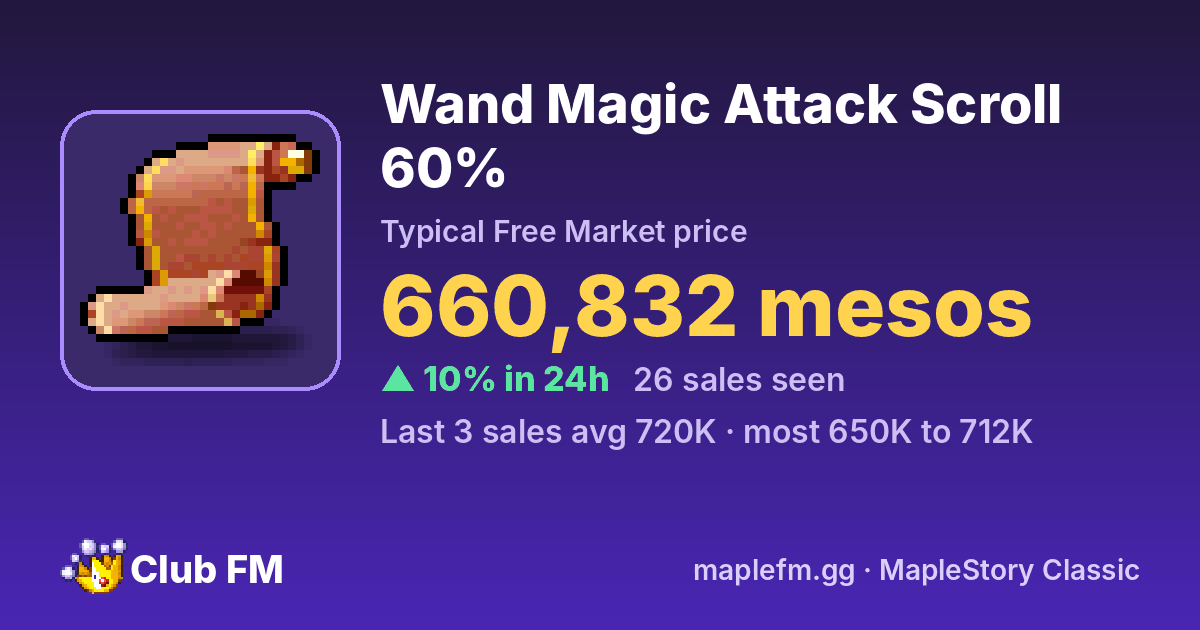 Wand Magic Attack Scroll
60%
Typical Free Market price
660,832 mesos
▲ 10% in 24h 26 sales seen
Last 3 sales avg 720K · most 650K to 712K
Club FM
maplefm.gg · MapleStory Classic